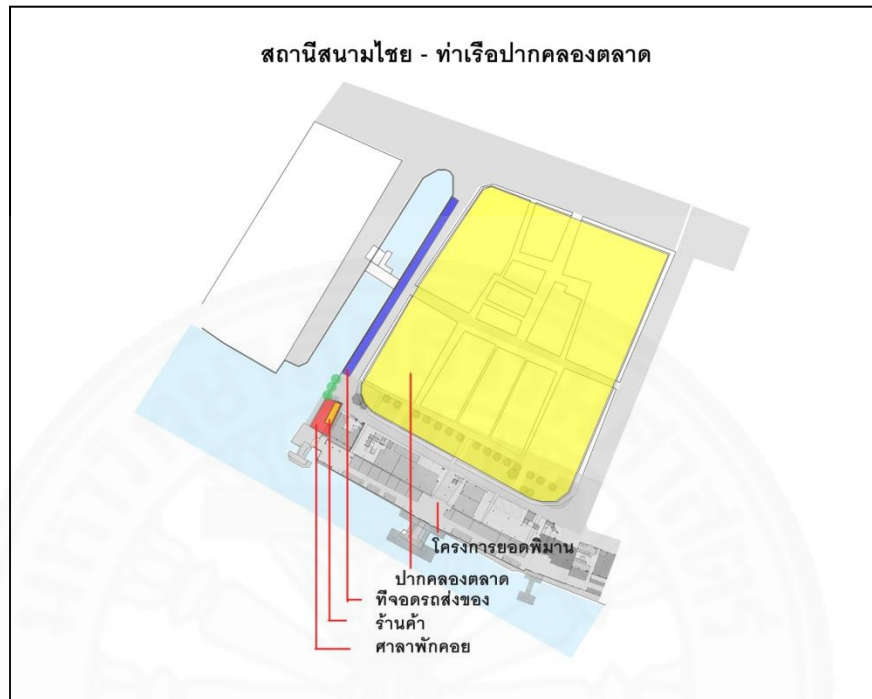 สถานีสนามไชย - ท่าเรือปากคลองตลาด
โครงการยอดพิมาน
ปากคลองตลาด
ที่จอดรถส่งของ
ร้านค้า
ศาลาพักคอย